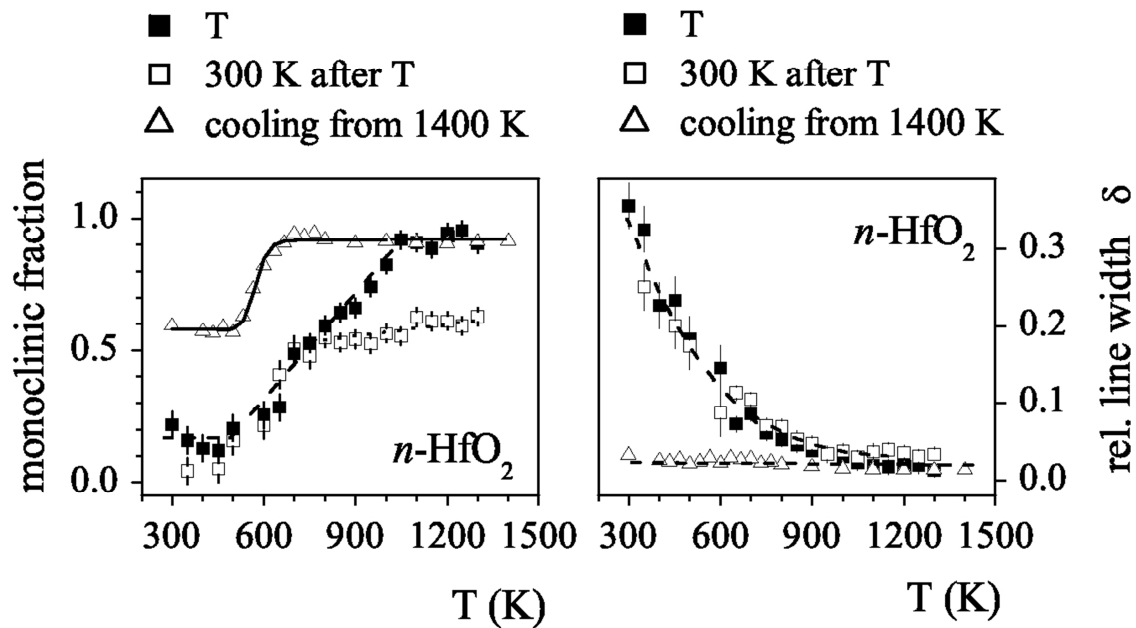 T
300 K after T
cooling from 1400 K
monoclinic fraction
1.0
0.5
0.0
n-HfO2
300 600 900 1200 1500
T (K)
T
300 K after T
cooling from 1400 K
n-HfO2
0.3
0.2
0.1
0.0
rel. line width δ
300 600 900 1200 1500
T (K)